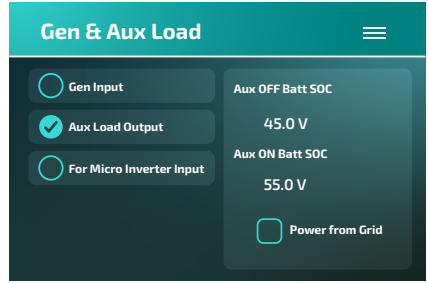 Gen & Aux Load
Gen Input
Aux Load Output
For Micro Inverter Input
Aux OFF Batt SOC
45.0 V
Aux ON Batt SOC
55.0 V
Power from Grid